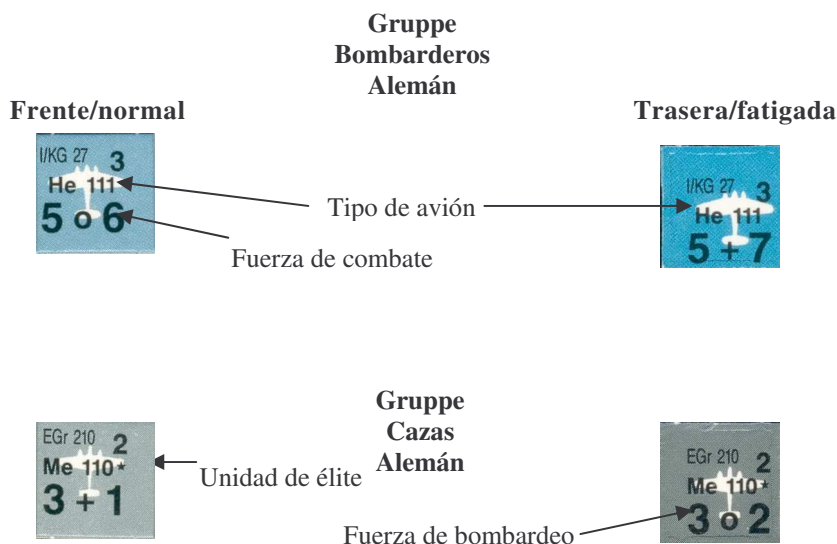 Gruppe
Bombarderos
Alemán
Frente/normal
Trasera/fatigada
I/KG 27 3
He 111
5 o 6
Tipo de avión
Fuerza de combate
I/KG 27 3
He 111
5 + 7
Gruppe
Cazas
Alemán
EGr 210 2
Me 110*
3 + 1
Unidad de élite
EGr 210 2
Me 110*
3 o 2
Fuerza de bombardeo